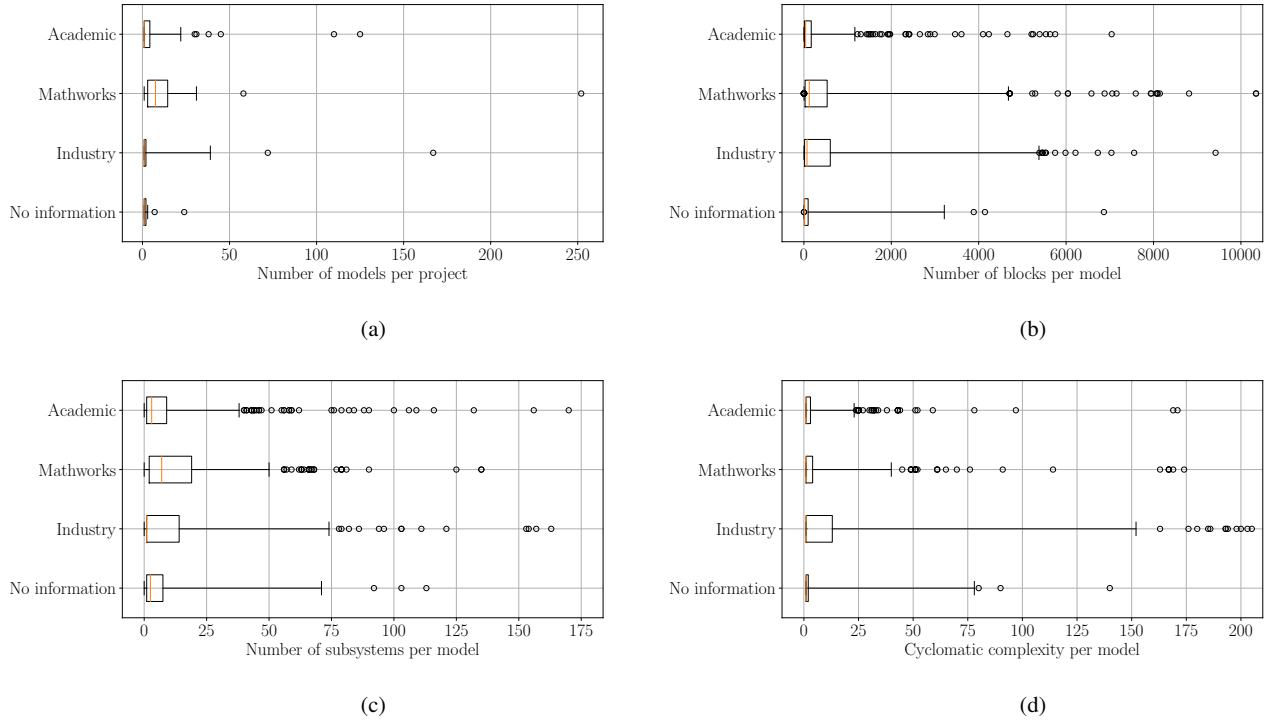 Academic
Mathworks
Industry
No information
0 50 100 150 200 250
Number of models per project
(a)
Academic
Mathworks
Industry
No information
0 2000 4000 6000 8000 10000
Number of blocks per model
(b)
Academic
Mathworks
Industry
No information
0 25 50 75 100 125 150 175
Number of subsystems per model
(c)
Academic
Mathworks
Industry
No information
0 25 50 75 100 125 150 175 200
Cyclomatic complexity per model
(d)